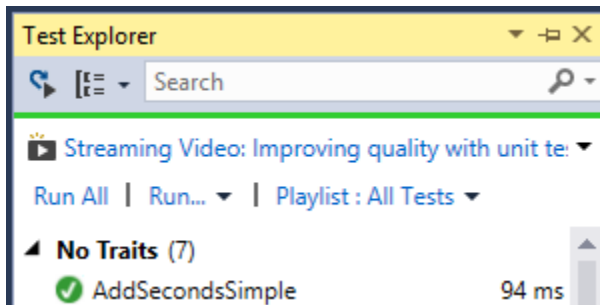 Test Explorer
Search
Streaming Video: Improving quality with unit te
Run All | Run... | Playlist : All Tests
No Traits (7)
AddSecondsSimple 94 ms